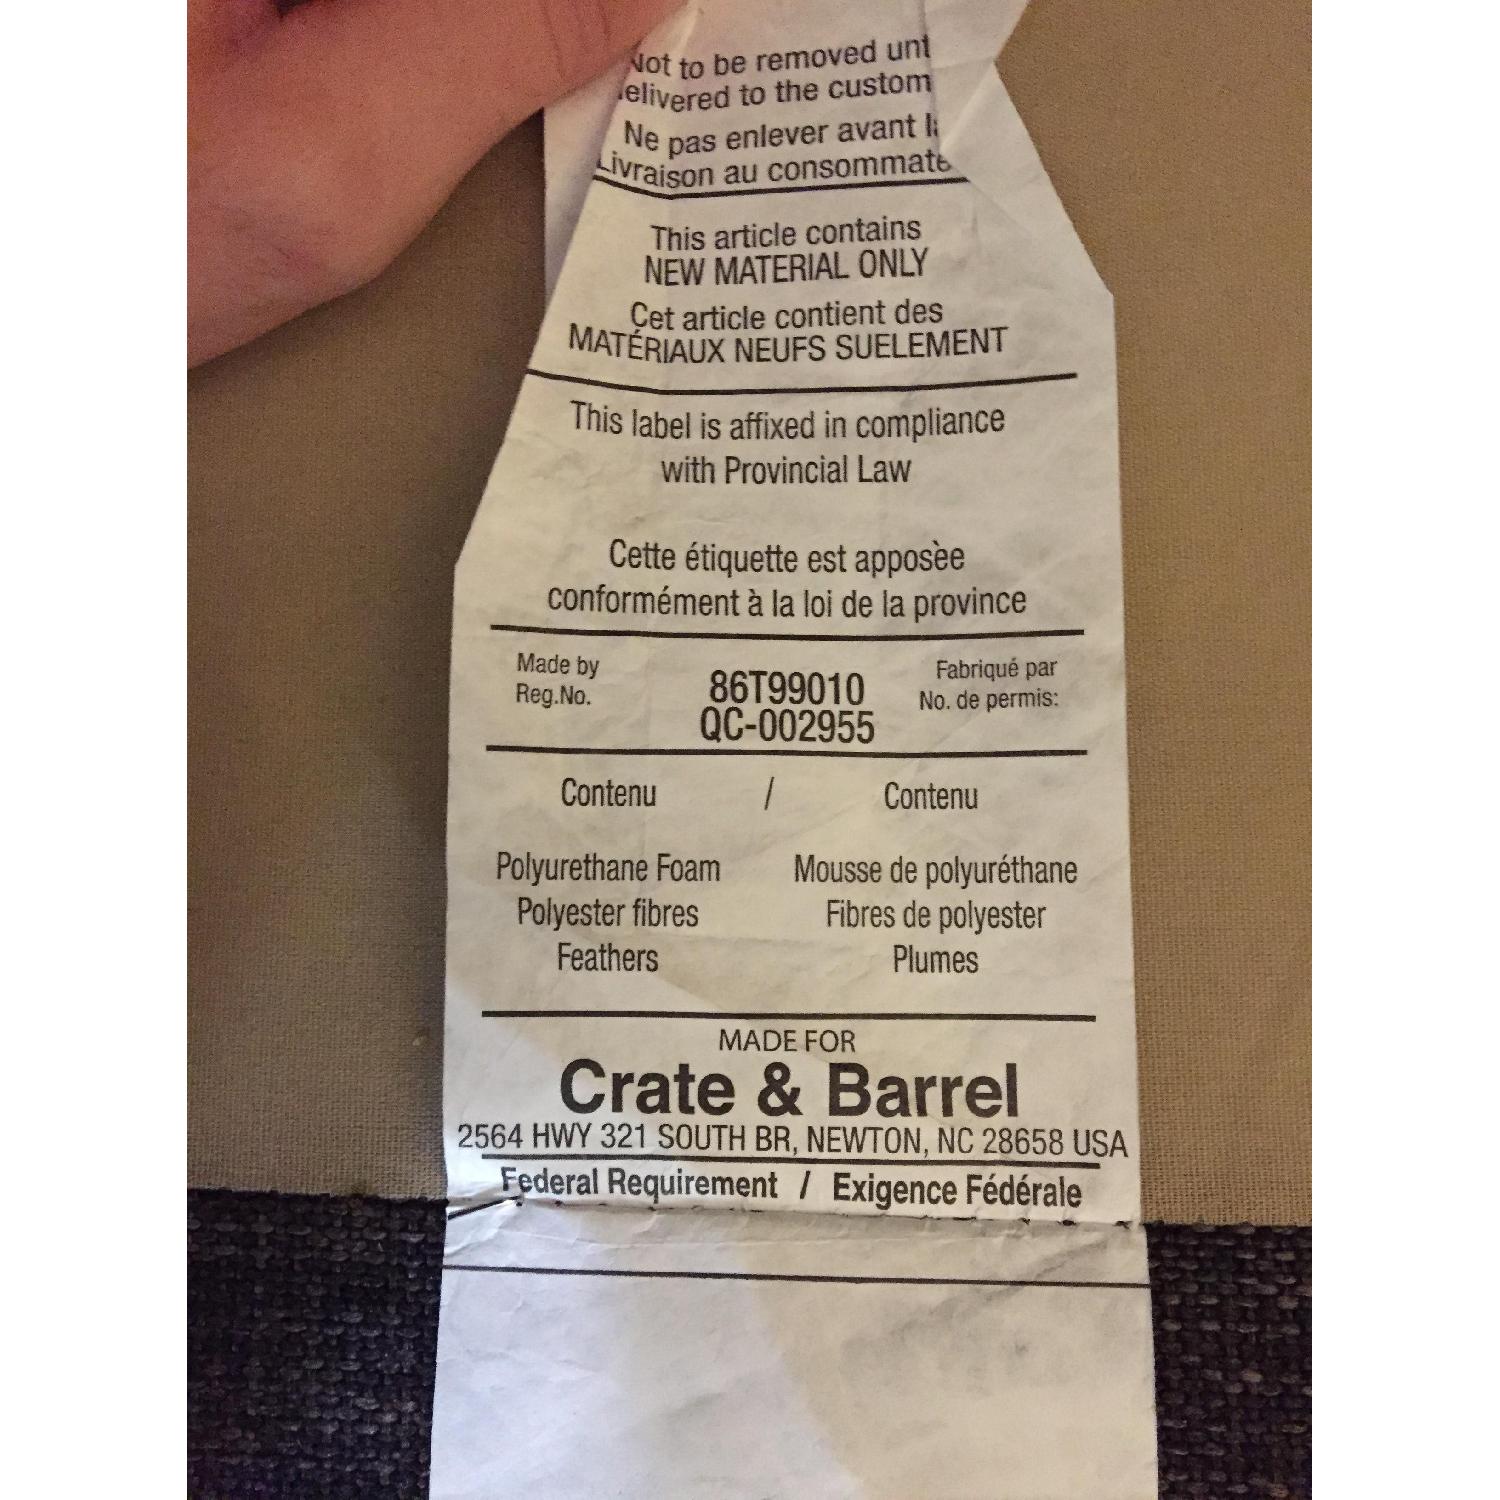 Not to be removed unt
elivered to the custom
Ne pas enlever avant
Livraison au consommate
This article contains
NEW MATERIAL ONLY
Cet article contient des
MATÉRIAUX NEUFS SUELEMENT
This label is affixed in compliance
with Provincial Law
Cette étiquette est apposèe
conformément à la loi de la province
Made by 86T99010 Fabriqué par
Reg.No. QC-002955 No. de permis:
Contenu / Contenu
Polyurethane Foam Mousse de polyuréthane
Polyester fibres Fibres de polyester
Feathers Plumes
MADE FOR
Crate & Barrel
2564 HWY 321 SOUTH BR, NEWTON, NC 28658 USA
Federal Requirement / Exigence Fédérale